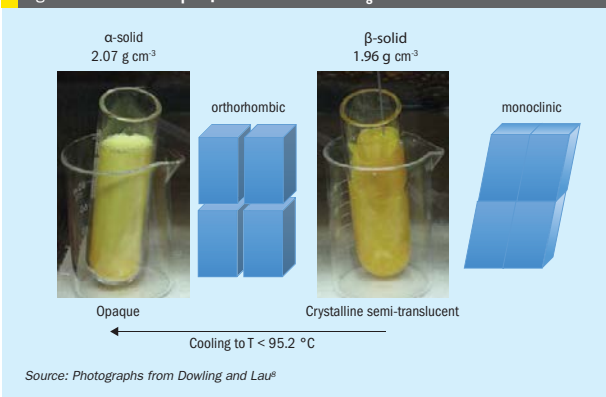 α-solid
2.07 g cm-3
β-solid
1.96 g cm-3
orthorhombic
monoclinic
Opaque
Crystalline semi-translucent
Cooling to T < 95.2 °C
Source: Photographs from Dowling and Lau8